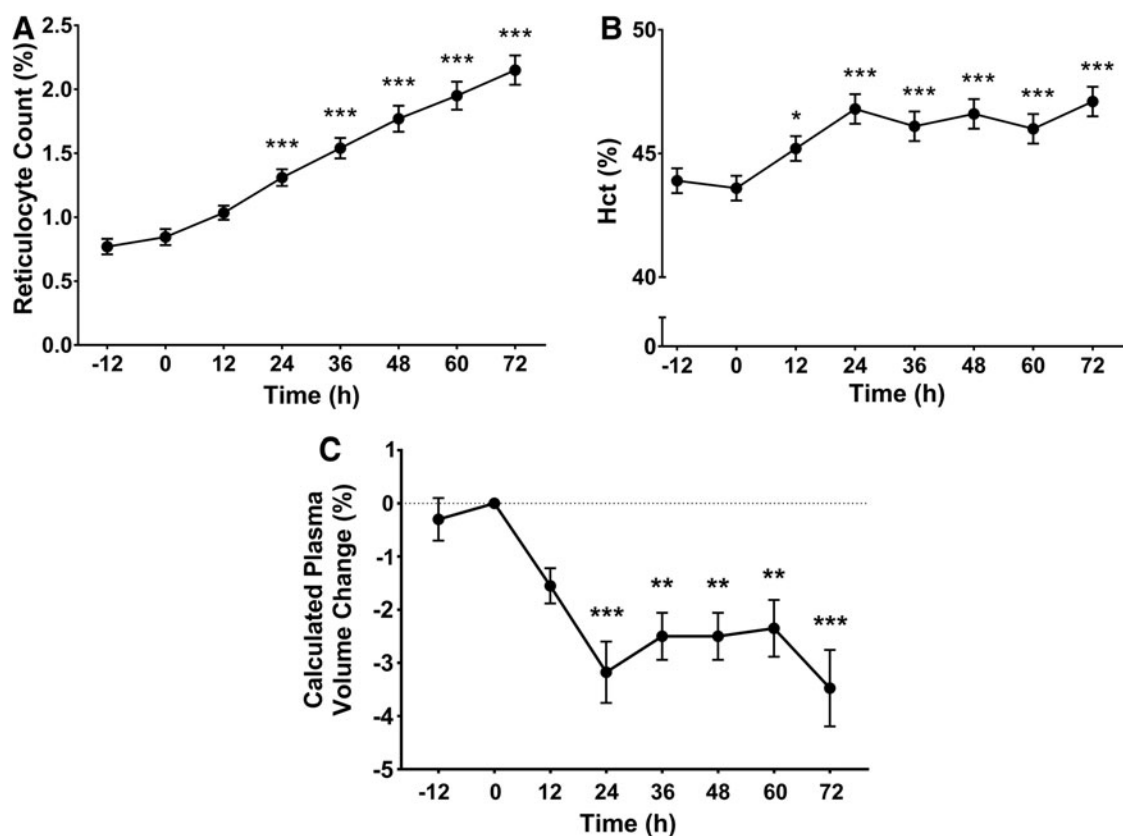 A
Reticulocyte Count (%)
2.5
2.0
1.5
1.0
0.5
0.0
***
***
***
***
***
-12 0 12 24 36 48 60 72
Time (h)
B
Hct (%)
50
45
40
0
*
***
***
***
***
***
-12 0 12 24 36 48 60 72
Time (h)
C
Calculated Plasma
Volume Change (%)
1
0
-1
-2
-3
-4
-5
***
**
**
**
***
-12 0 12 24 36 48 60 72
Time (h)